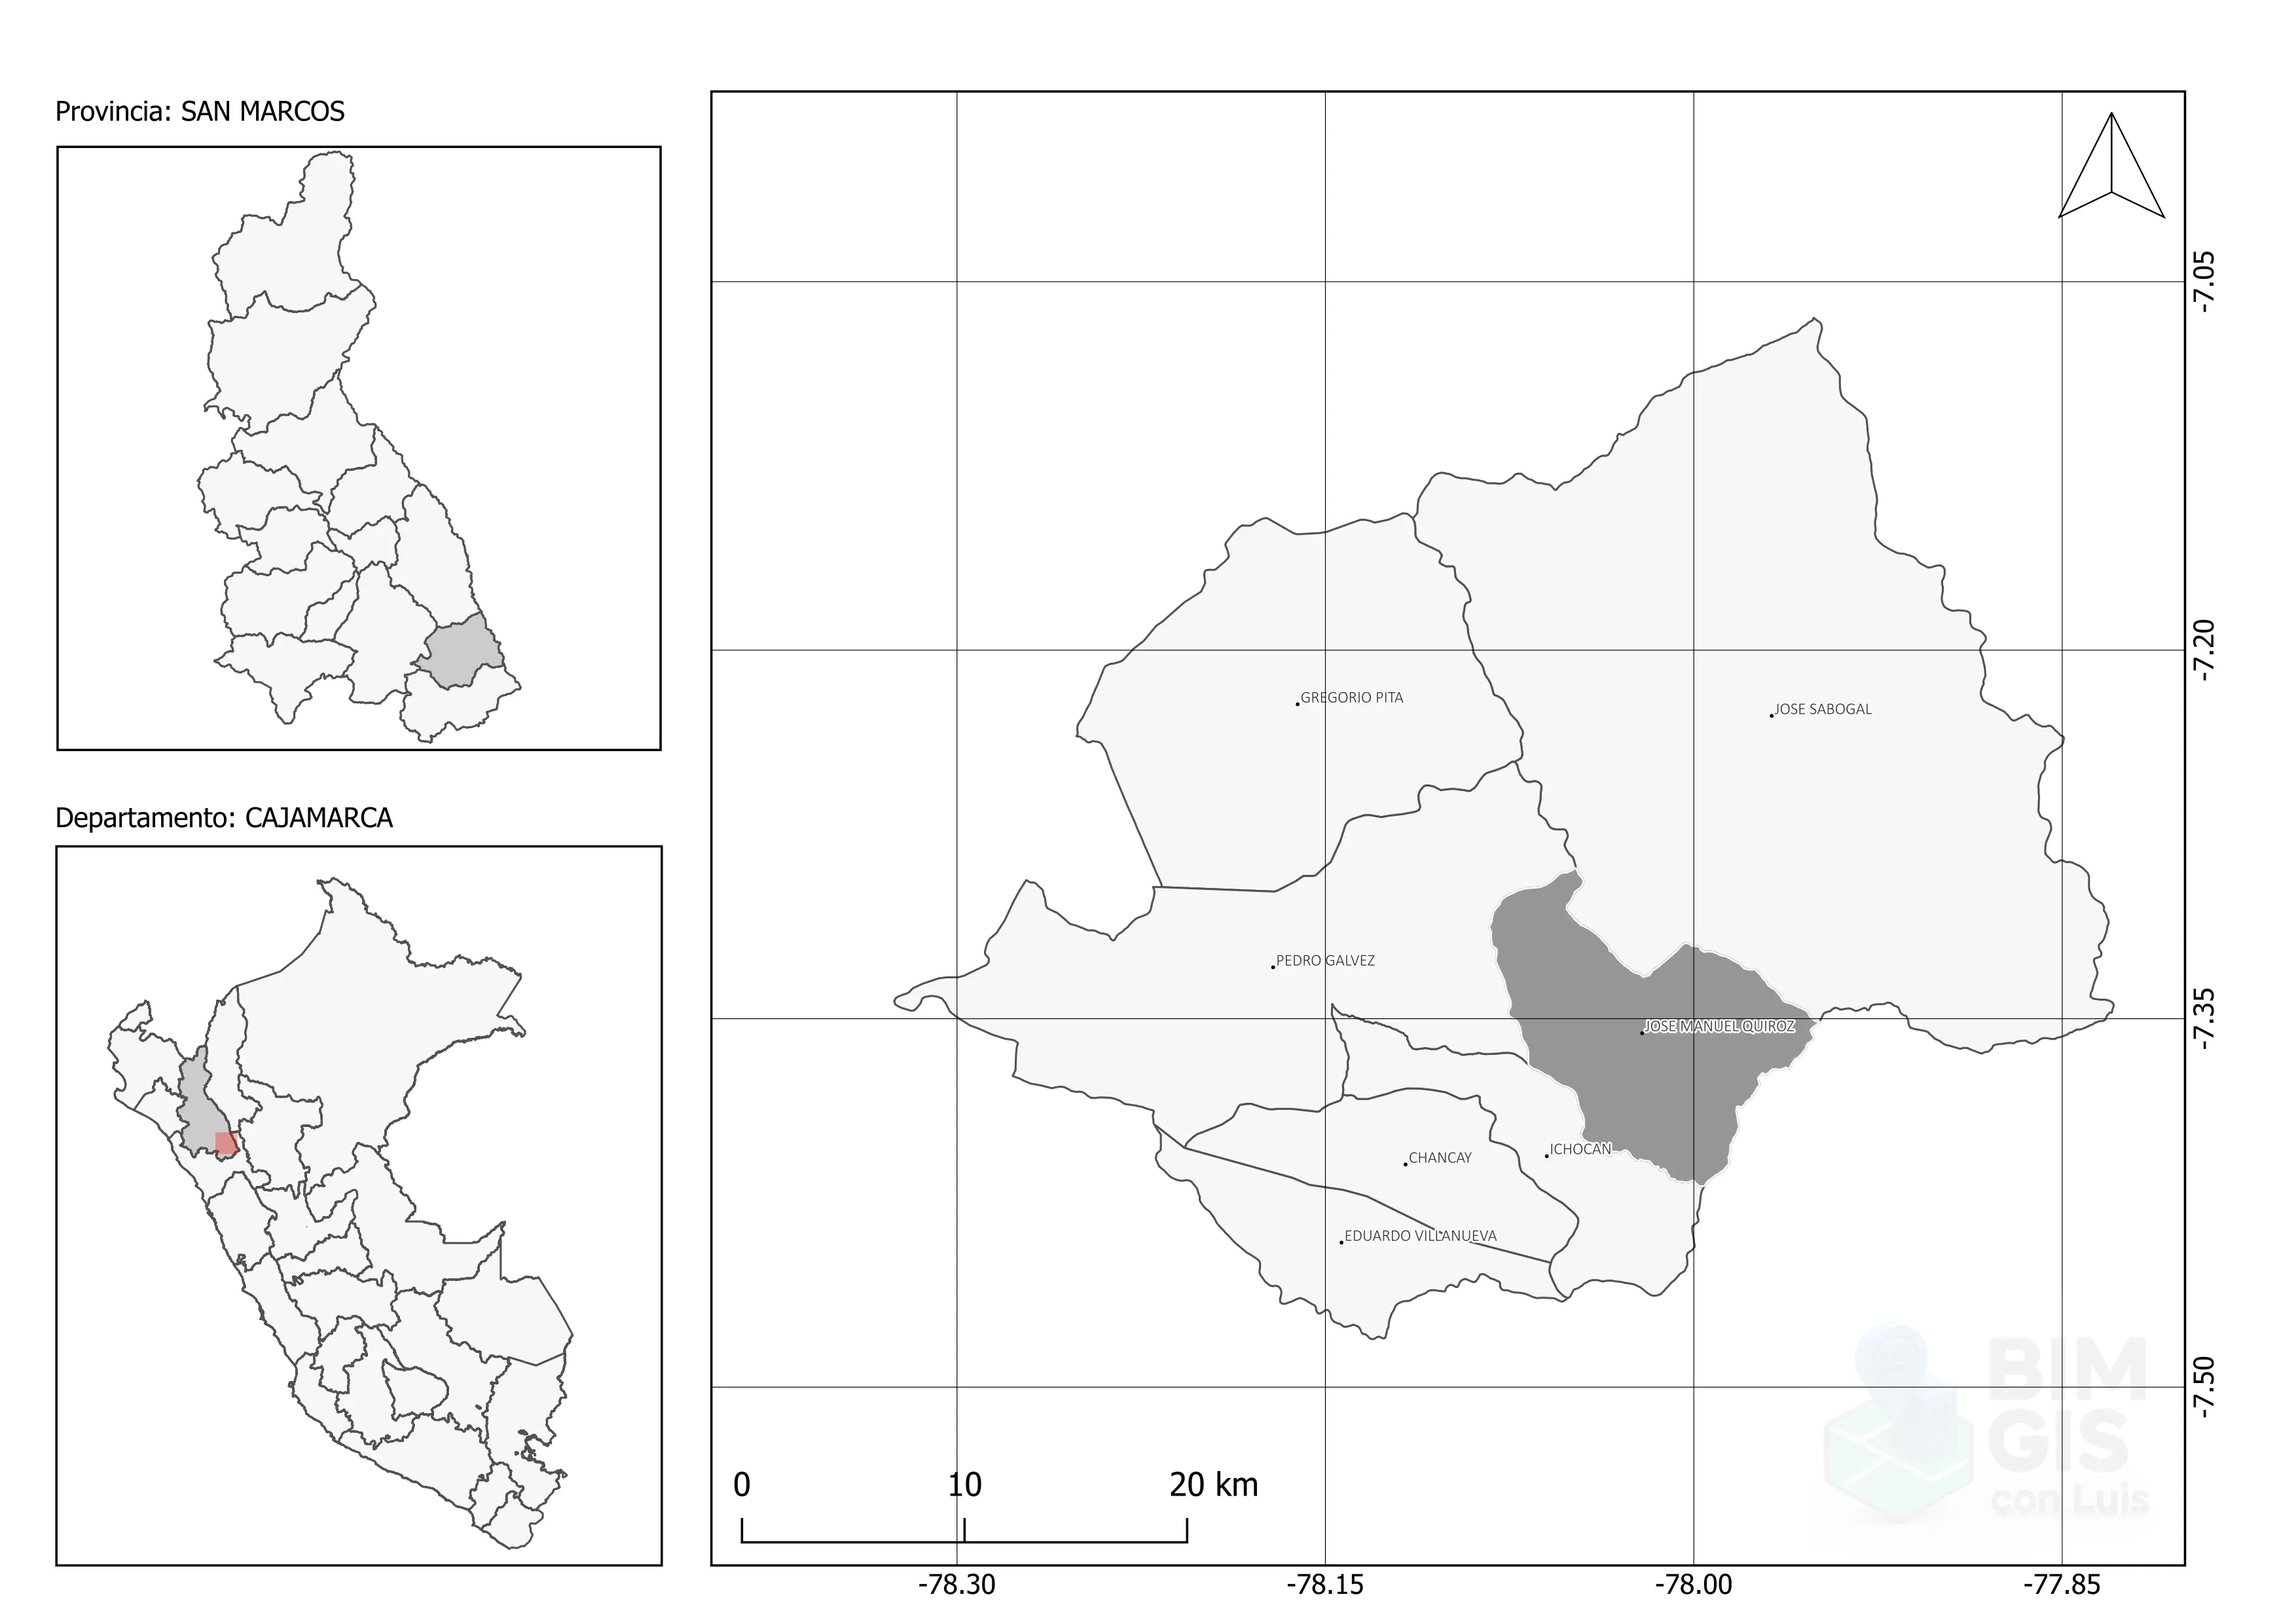 Provincia: SAN MARCOS
Departamento: CAJAMARCA
-7.05
-7.20
-7.35
-7.50
GREGORIO PITA
JOSE SABOGAL
PEDRO GALVEZ
JOSE MANUEL QUIROZ
ICHOCAN
CHANCAY
EDUARDO VILLANUEVA
BIM
GIS
con Luis
0 10 20 km
-78.30 -78.15 -78.00 -77.85